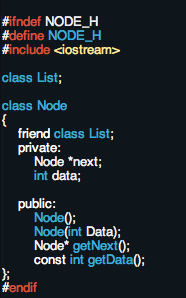 #ifndef NODE_H
#define NODE_H
#include <iostream>

class List;

class Node
{
    friend class List;
    private:
        Node *next;
        int data;

    public:
        Node();
        Node(int Data);
        Node* getNext();
        const int getData();
};
#endif